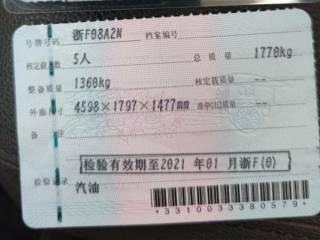 号牌号码 浙F08A2N 档案编号
核定载人数 5人 总质量 1770kg
整备质量 1360kg 核定载质量 --
外廓尺寸 4598×1797×1477mm 准牵引总质量 --
备注
检验有效期至2021年01月浙F(0)
检验记录 汽油
*3310033380579*